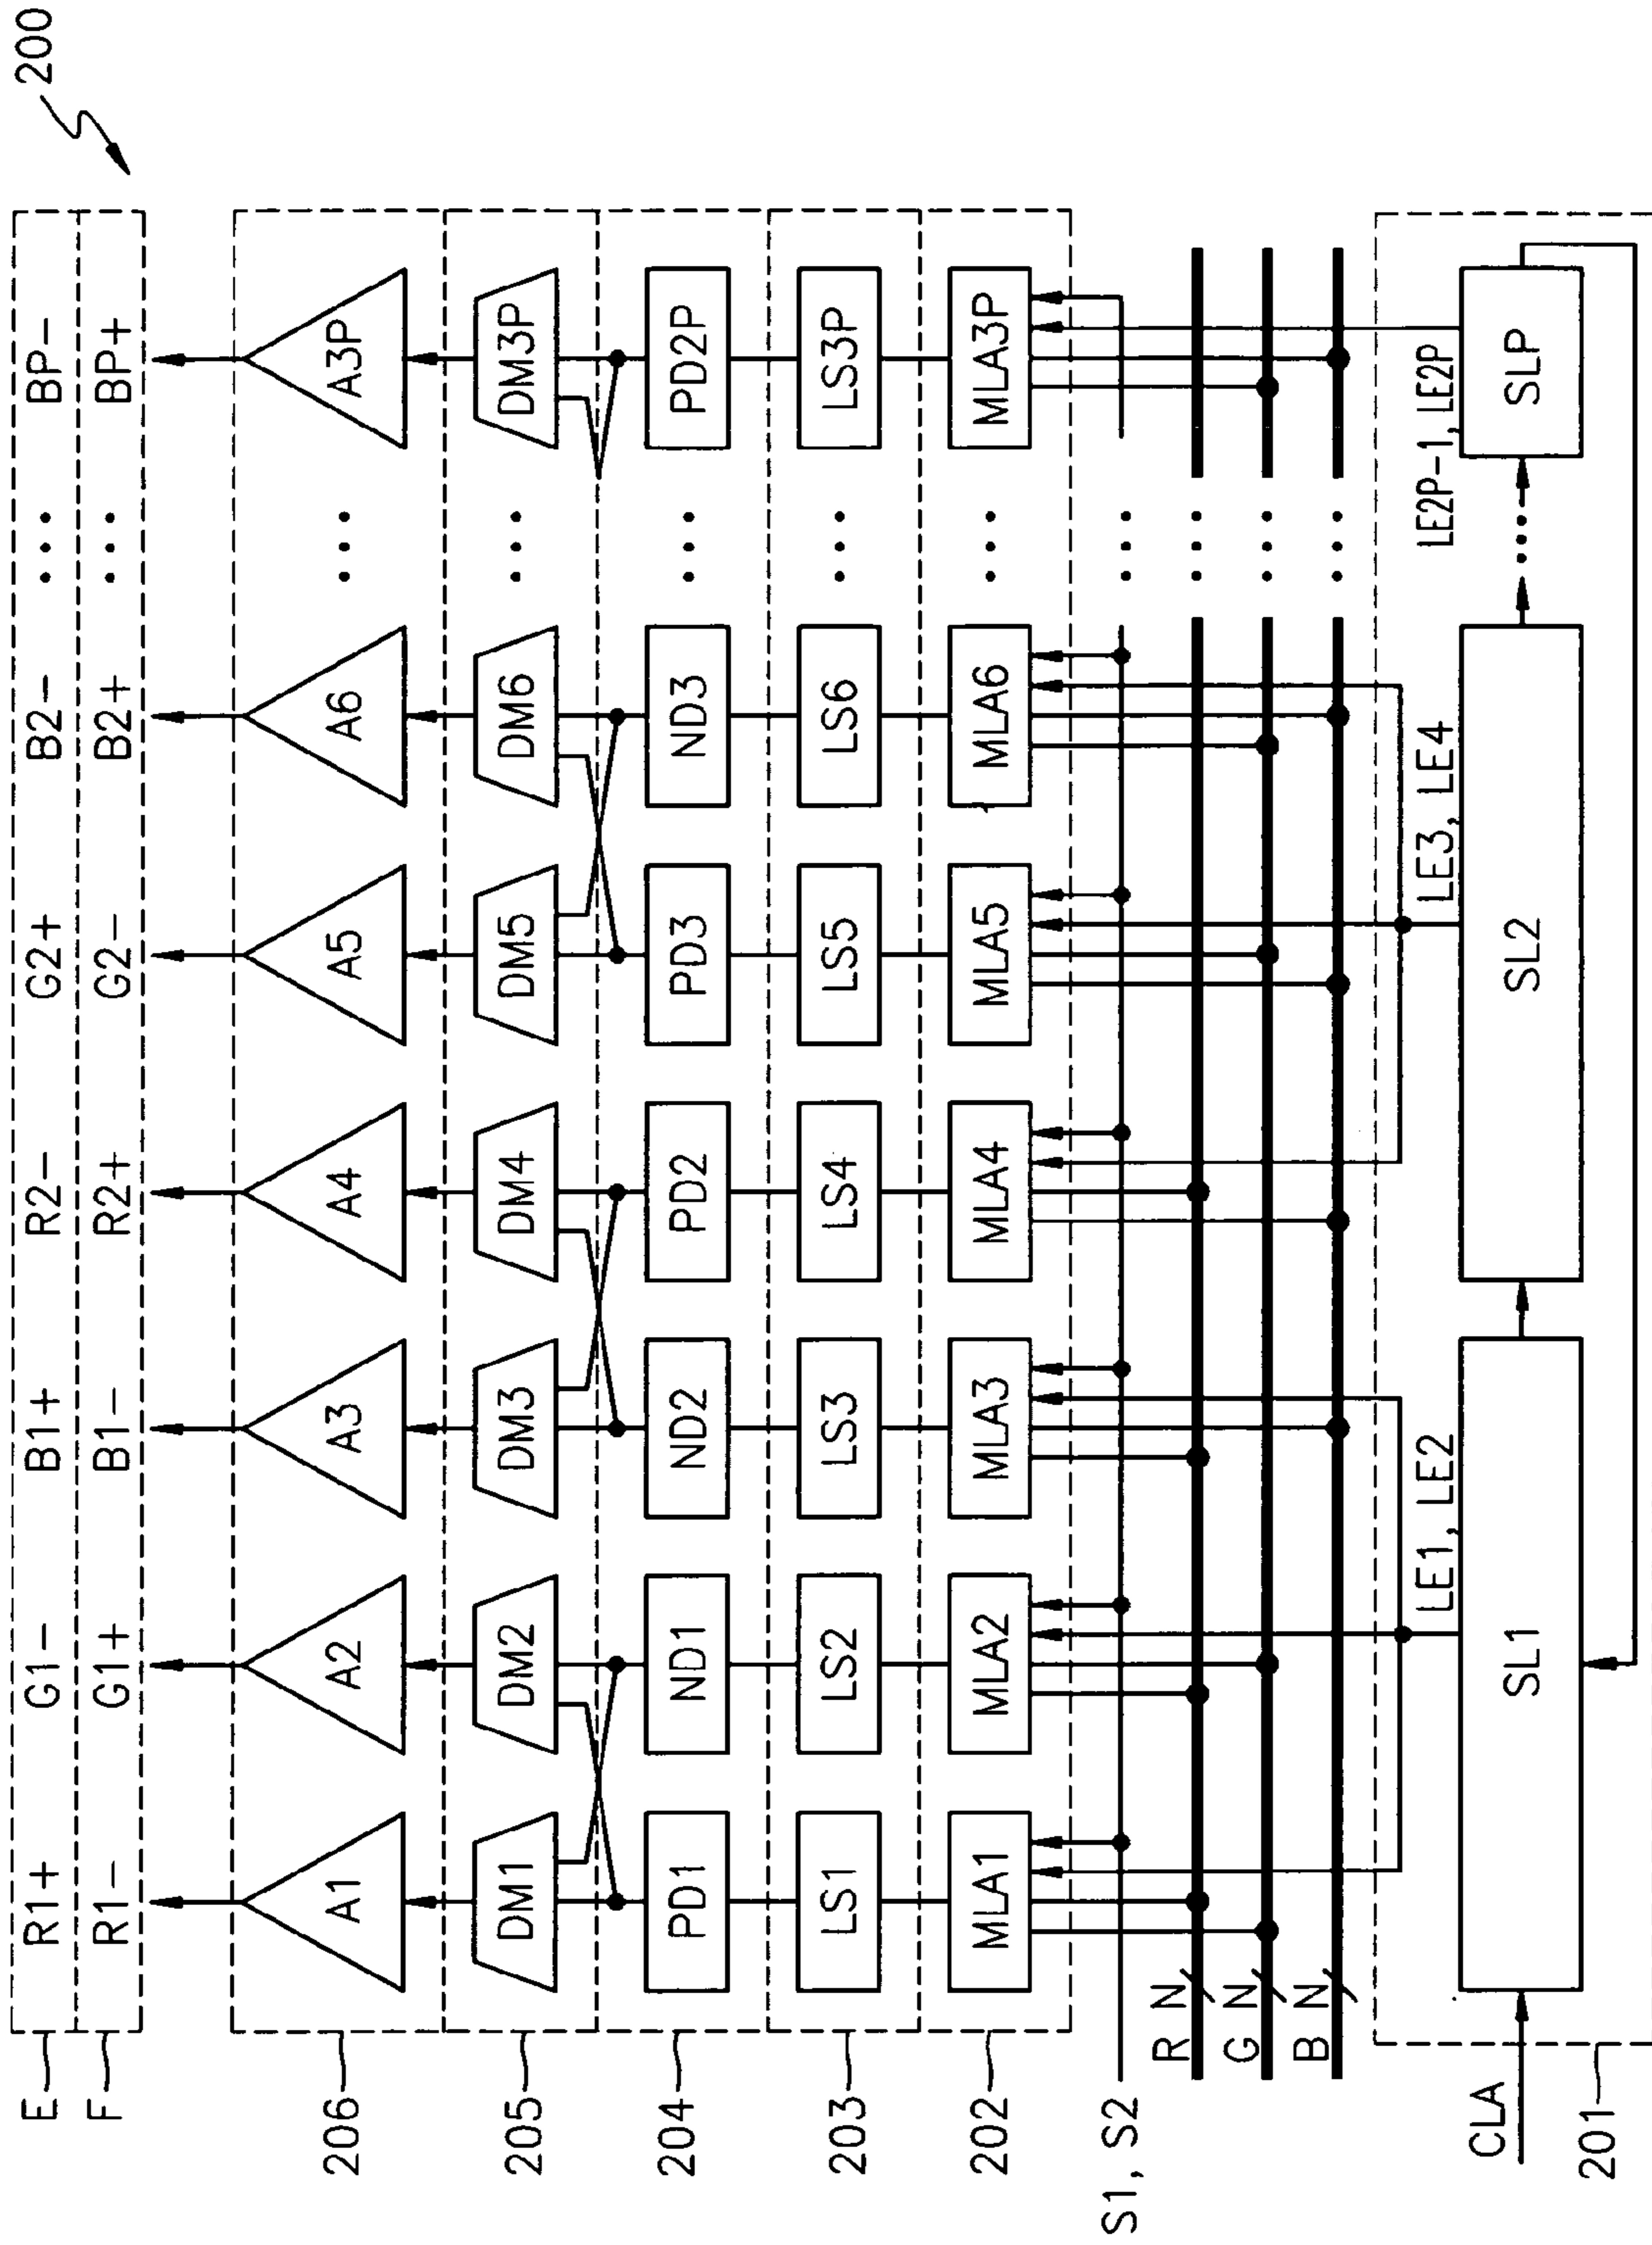 200
E R1+ G1− B1+ R2− G2+ B2− ... BP−
F R1− G1+ B1− R2+ G2− B2+ ... BP+
206 A1 A2 A3 A4 A5 A6 ... A3P
205 DM1 DM2 DM3 DM4 DM5 DM6 ... DM3P
204 PD1 ND1 ND2 PD2 PD3 ND3 ... PD2P
203 LS1 LS2 LS3 LS4 LS5 LS6 ... LS3P
202 MLA1 MLA2 MLA3 MLA4 MLA5 MLA6 ... MLA3P
S1, S2 ...
R N ...
G N ...
B N ...
LE1, LE2 LE3, LE4 LE2P-1, LE2P
CLA SL1 SL2 .... SLP
201